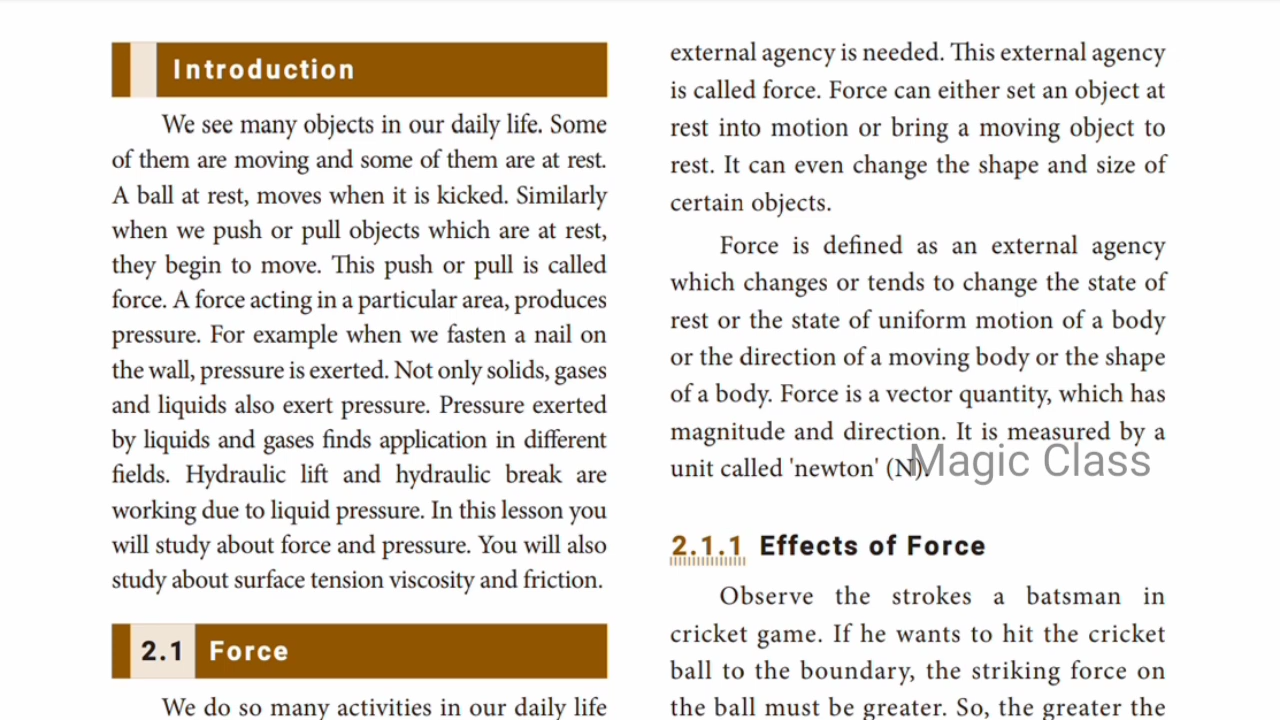 Introduction
We see many objects in our daily life. Some
of them are moving and some of them are at rest.
A ball at rest, moves when it is kicked. Similarly
when we push or pull objects which are at rest,
they begin to move. This push or pull is called
force. A force acting in a particular area, produces
pressure. For example when we fasten a nail on
the wall, pressure is exerted. Not only solids, gases
and liquids also exert pressure. Pressure exerted
by liquids and gases finds application in different
fields. Hydraulic lift and hydraulic break are
working due to liquid pressure. In this lesson you
will study about force and pressure. You will also
study about surface tension viscosity and friction.
2.1 Force
We do so many activities in our daily life
external agency is needed. This external agency
is called force. Force can either set an object at
rest into motion or bring a moving object to
rest. It can even change the shape and size of
certain objects.
Force is defined as an external agency
which changes or tends to change the state of
rest or the state of uniform motion of a body
or the direction of a moving body or the shape
of a body. Force is a vector quantity, which has
magnitude and direction. It is measured by a
unit called 'newton' (N).
Magic Class
2.1.1 Effects of Force
Observe the strokes a batsman in
cricket game. If he wants to hit the cricket
ball to the boundary, the striking force on
the ball must be greater. So, the greater the